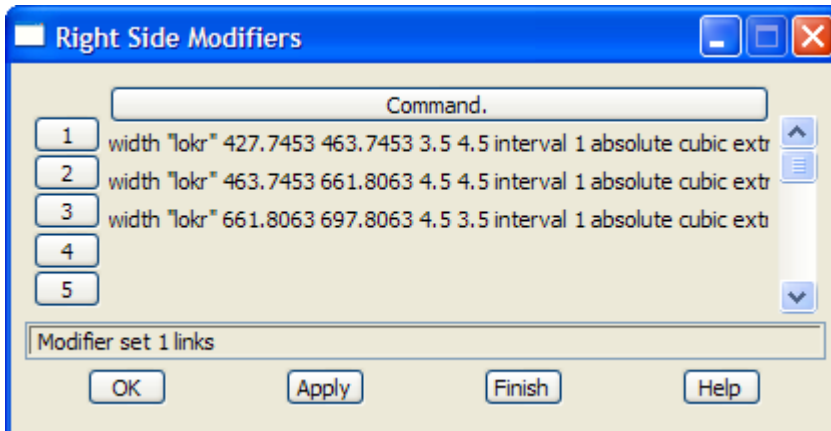 Right Side Modifiers
Command.
1 width "lokr" 427.7453 463.7453 3.5 4.5 interval 1 absolute cubic extr
2 width "lokr" 463.7453 661.8063 4.5 4.5 interval 1 absolute cubic extr
3 width "lokr" 661.8063 697.8063 4.5 3.5 interval 1 absolute cubic extr
4
5
Modifier set 1 links
OK Apply Finish Help